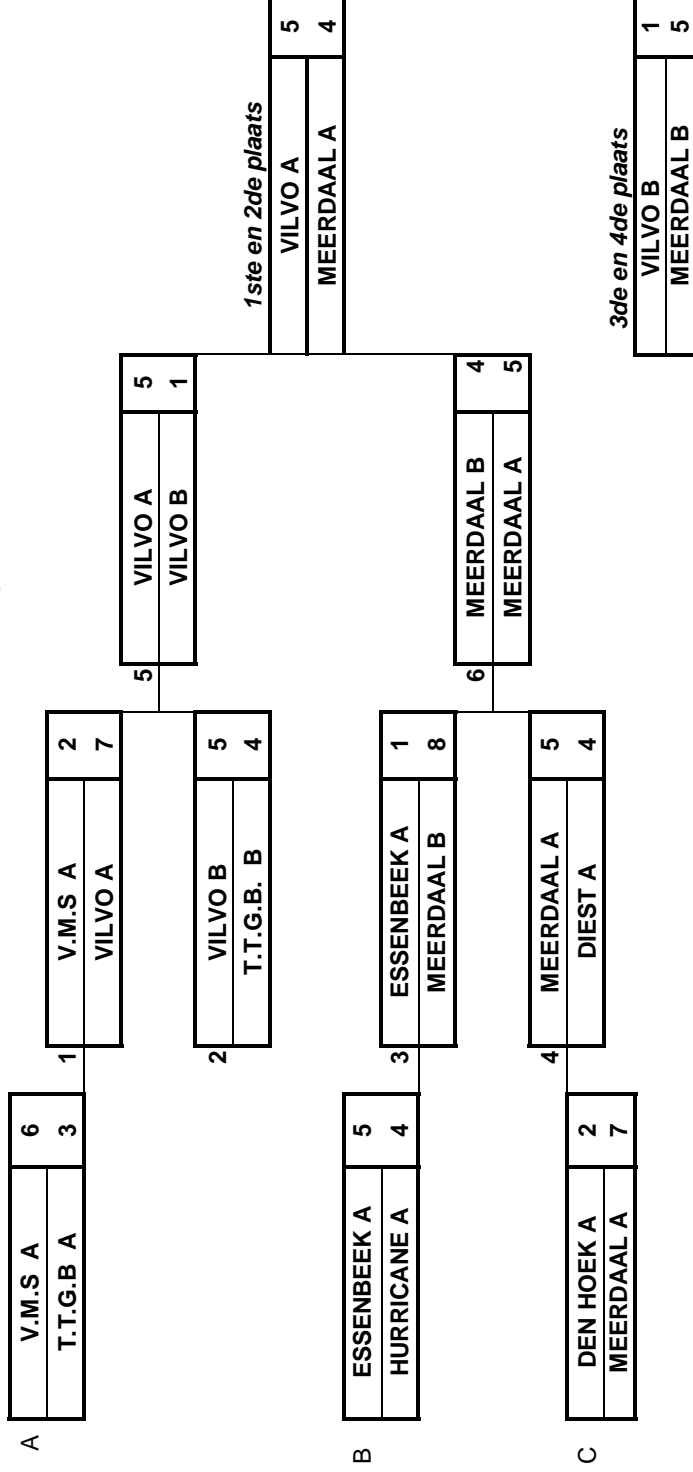 A
V.M.S A 6
T.T.G.B A 3
B
ESSENBEEK A 5
HURRICANE A 4
C
DEN HOEK A 2
MEERDAAL A 7
1
V.M.S A 2
VILVO A 7
2
VILVO B 5
T.T.G.B. B 4
3
ESSENBEEK A 1
MEERDAAL B 8
4
MEERDAAL A 5
DIEST A 4
5
VILVO A 5
VILVO B 1
6
MEERDAAL B 4
MEERDAAL A 5
1ste en 2de plaats
VILVO A 5
MEERDAAL A 4
3de en 4de plaats
VILVO B 1
MEERDAAL B 5